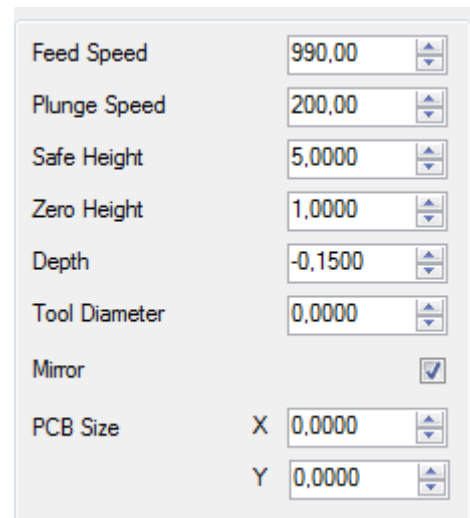 Feed Speed 990,00
Plunge Speed 200,00
Safe Height 5,0000
Zero Height 1,0000
Depth -0,1500
Tool Diameter 0,0000
Mirror
PCB Size X 0,0000
Y 0,0000